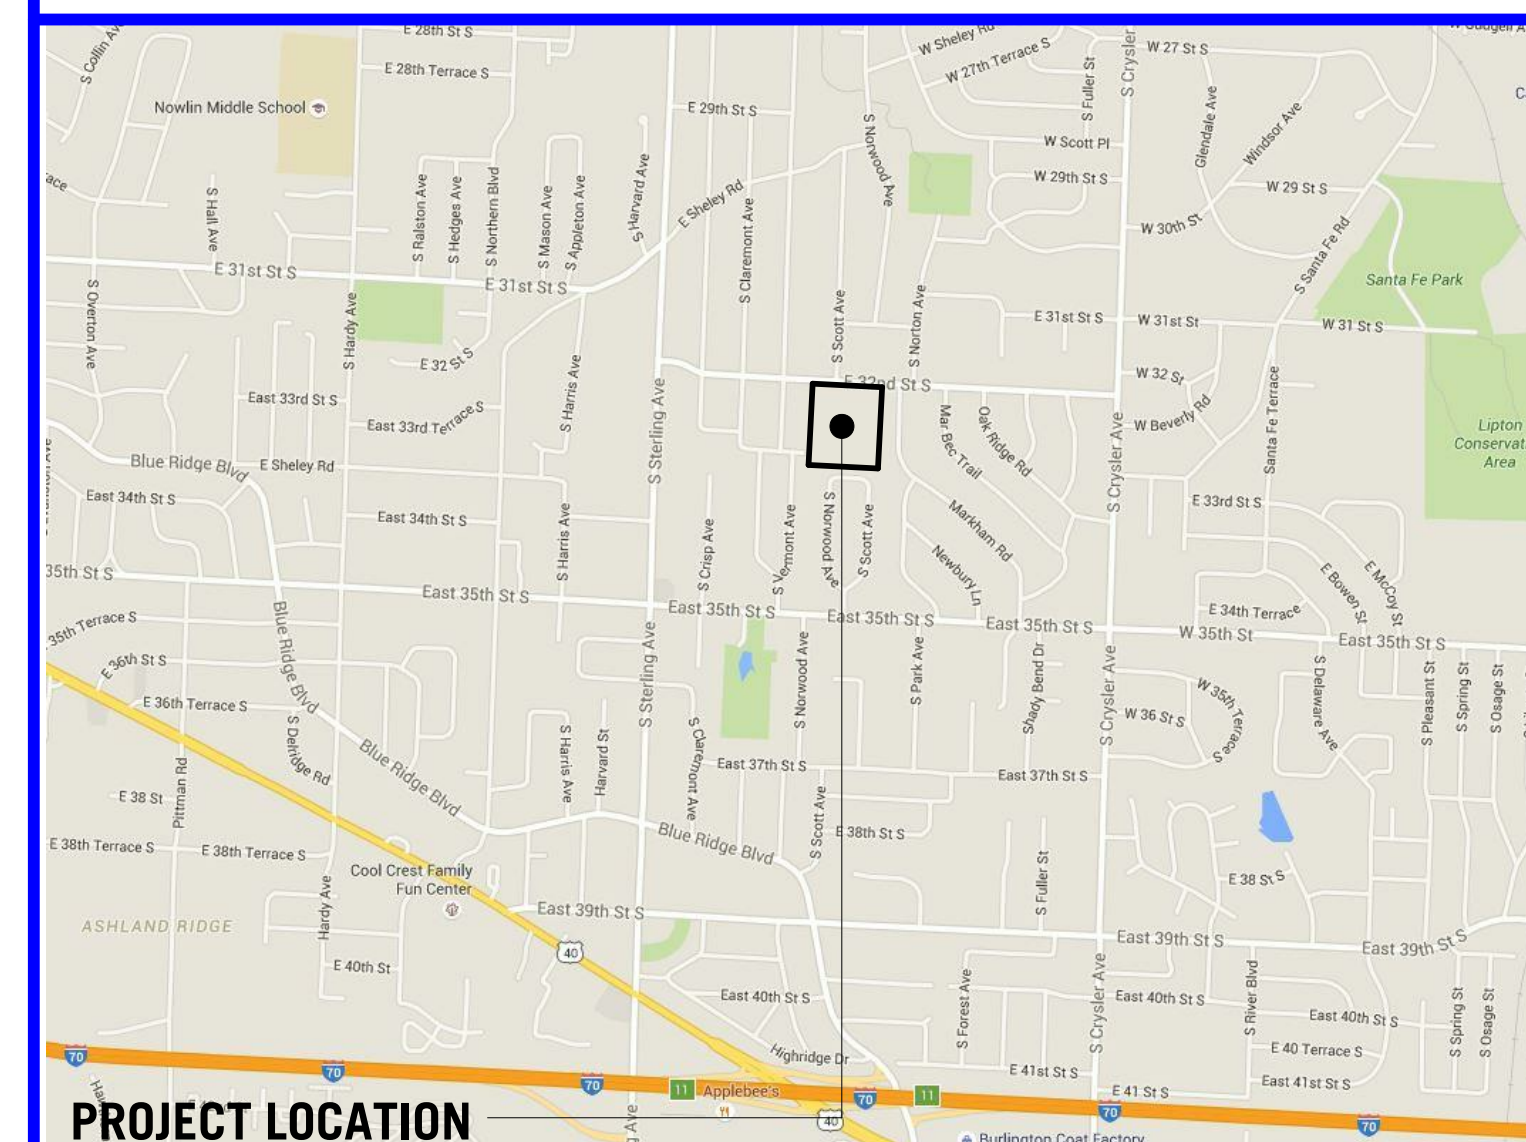 E 28th St S
W Sheley Rd
W 27 St S
S Collin Av
E 28th Terrace S
W 27th Terrace S
S Fuller St
S Crysler
Nowlin Middle School
E 29th St S
S Norwood Ave
Glendale Ave
Windsor Ave
W Scott Pl
W 29th St S
W 29 St S
S Hall Ave
S Ralston Ave
S Hedges Ave
S Northern Blvd
S Mason Ave
S Appleton Ave
S Harvard Ave
E Sheley Rd
S Claremont Ave
W 30th St
S Santa Fe Rd
E 31st St S
E 31st St S
Santa Fe Park
S Overton Ave
S Hardy Ave
S Scott Ave
S Norton Ave
E 31st St S
W 31st St
W 31 St S
E 32 St S
S Harris Ave
E 32nd St S
W 32 St
East 33rd St S
East 33rd Terrace S
S Sterling Ave
Mar Bec Trail
Oak Ridge Rd
S Crysler Ave
W Beverly Rd
Santa Fe Terrace
Lipton
Conservat
Area
Blue Ridge Blvd
E Sheley Rd
East 34th St S
East 34th St S
S Harris Ave
S Crisp Ave
S Vermont Ave
S Norwood Ave
S Scott Ave
Markham Rd
Newbury Ln
E 33rd St S
E Bowen St
E McCoy St
35th St S
East 35th St S
East 35th St S
East 35th St S
East 35th St S
E 34th Terrace
W 35th St
East 35th St S
35th Terrace S
E 36th St S
Blue Ridge Blvd
E 36th Terrace S
S Delridge Rd
S Sterling Ave
S Norwood Ave
S Park Ave
Shady Bend Dr
S Crysler Ave
W 35th Terrace S
W 36 St S
S Delaware Ave
S Pleasant St
S Spring St
S Osage St
Blue Ridge Blvd
S Harris Ave
Harvard St
S Claremont Ave
East 37th St S
East 37th St S
E 38 St
Pittman Rd
S Scott Ave
E 38th St S
E 38th Terrace S
E 38th Terrace S
Blue Ridge Blvd
Cool Crest Family
Fun Center
Hardy Ave
S Fuller St
E 38 St S
ASHLAND RIDGE
East 39th St S
East 39th St S
East 39th St S
40
E 40th St
East 40th St S
S Forest Ave
S Crysler Ave
East 40th St S
S River Blvd
East 40th St S
S Spring St
S Osage St
Highridge Dr
E 40 Terrace S
70
70
70
11
Applebee's
70
11
E 41st St S
E 41 St S
East 41st St S
70
70
40
PROJECT LOCATION
Burlington Coat Factory